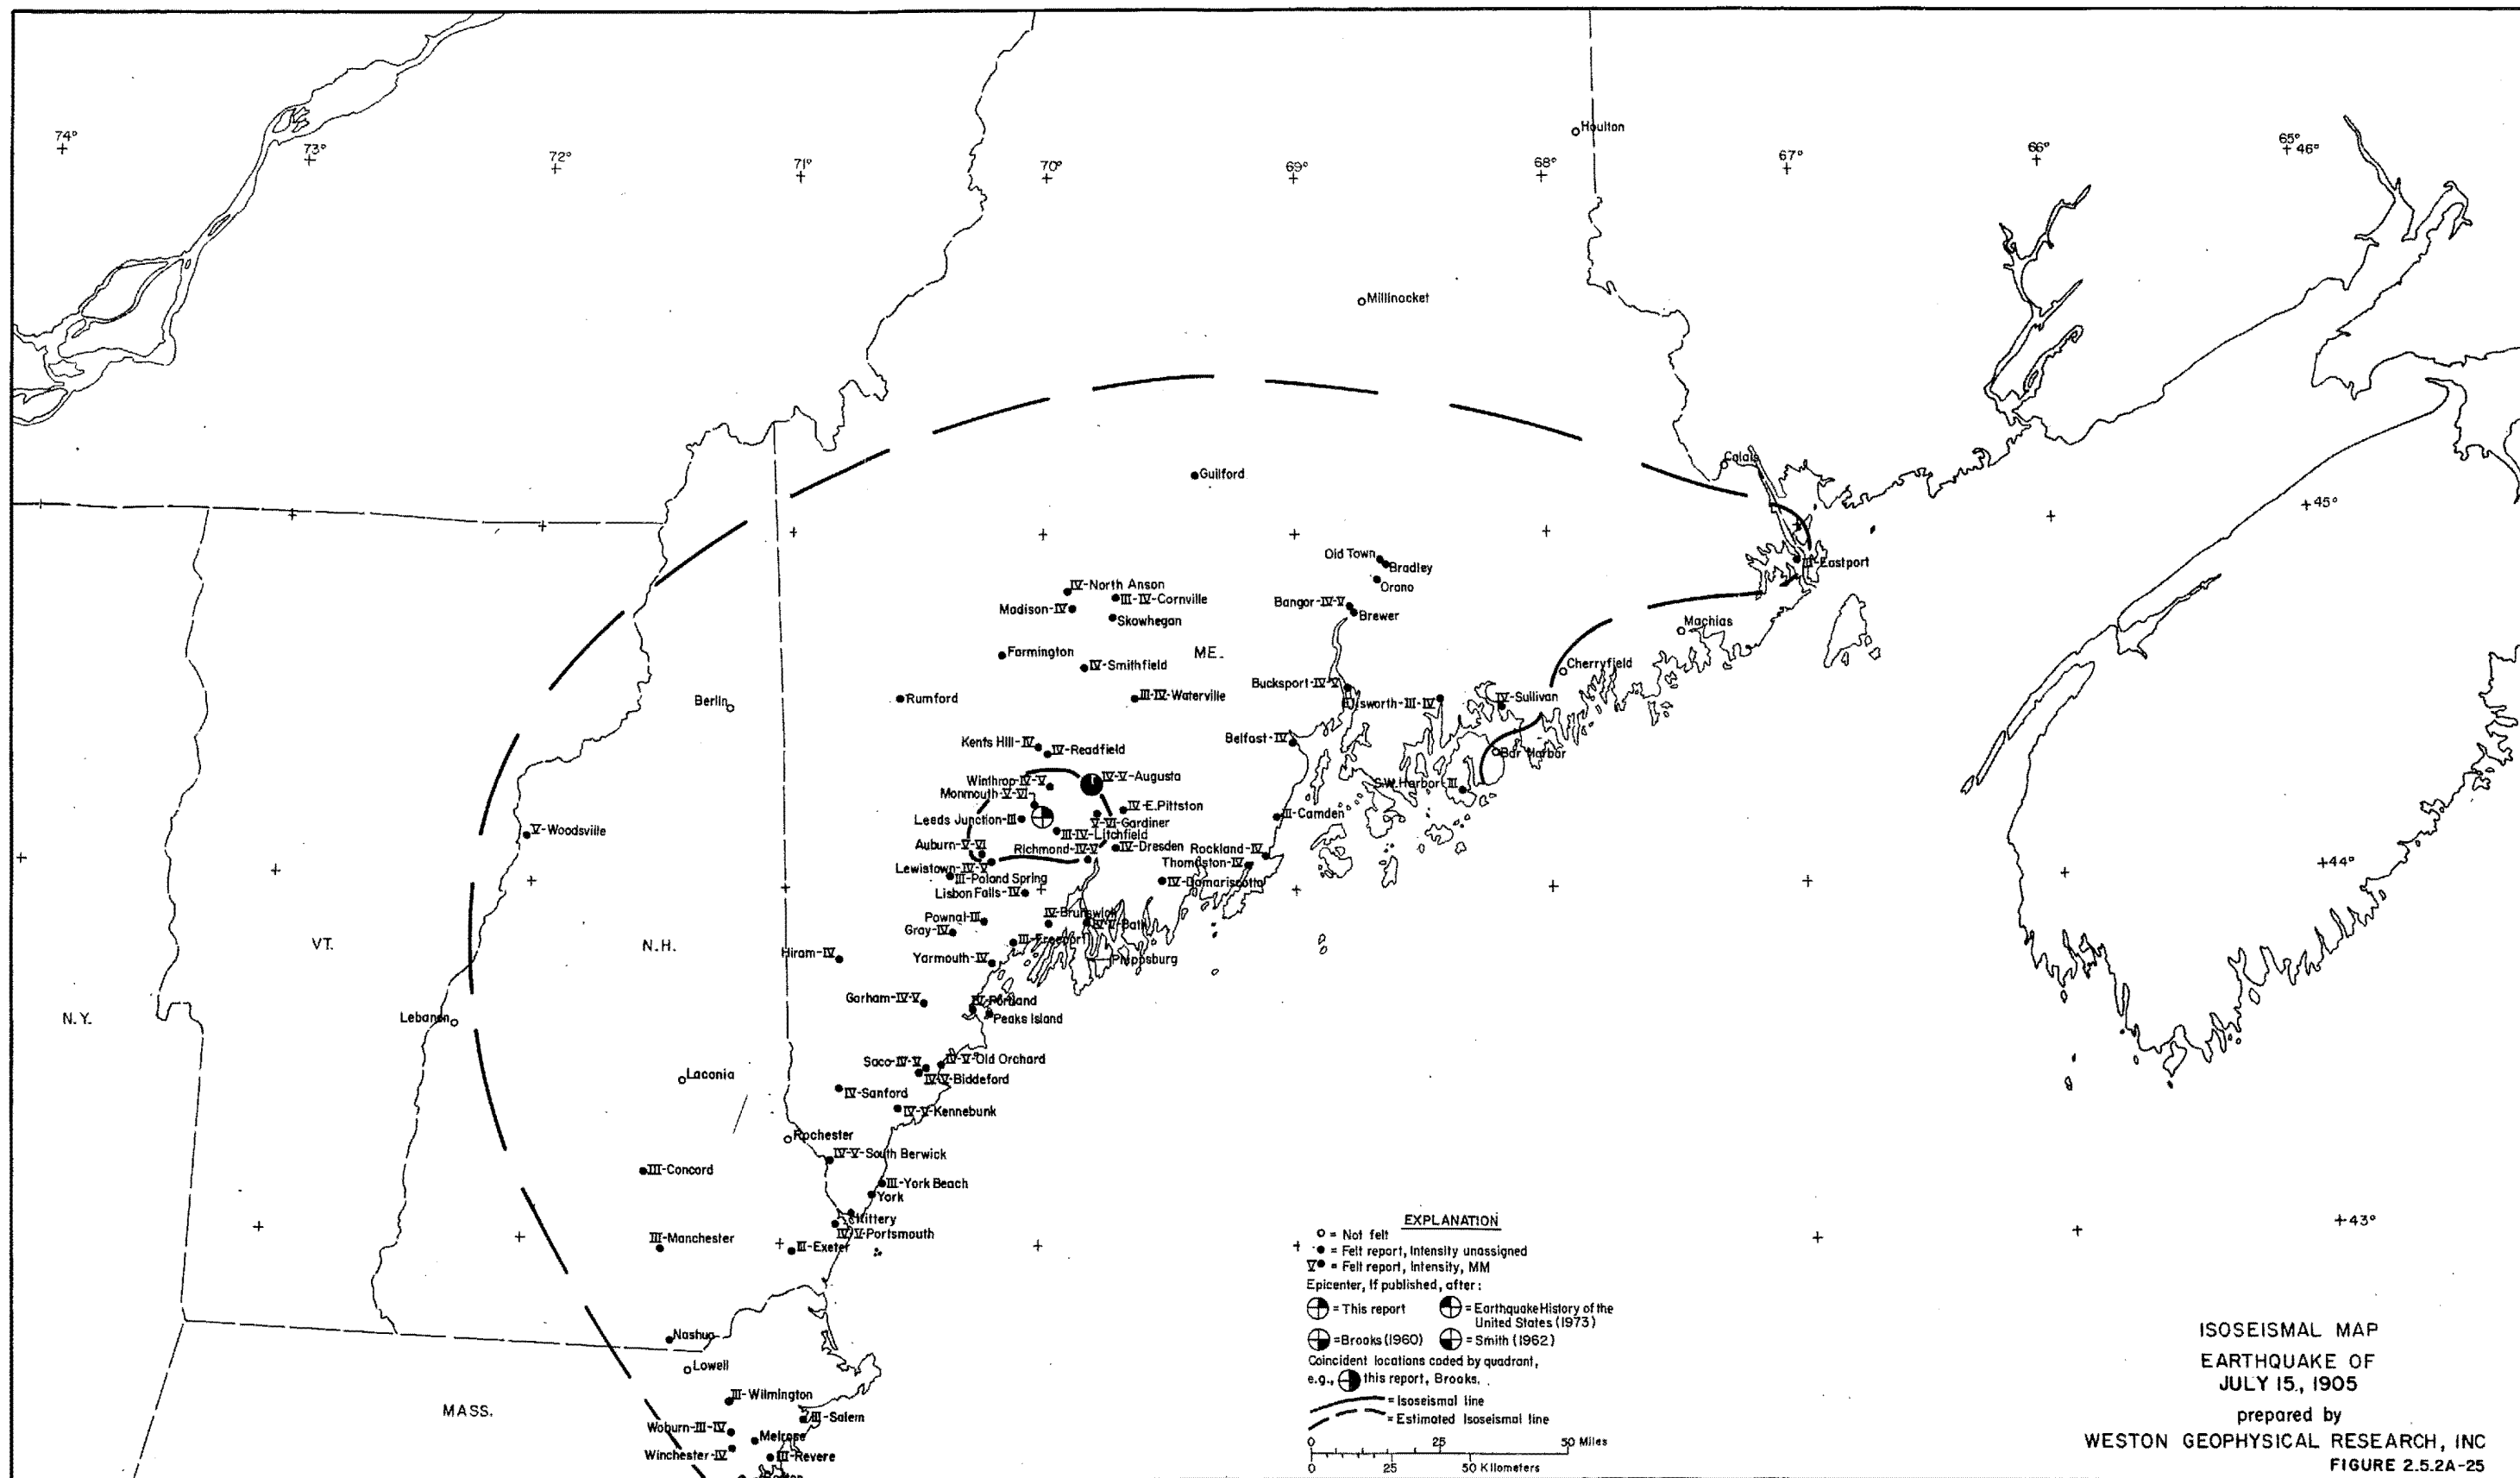 74°
73°
72°
71°
70°
69°
68°
67°
66°
65°
46°
Houlton
Millinocket
Calais
Guilford
45°
III-Eastport
Old Town
Bradley
Orono
IV-North Anson
III-IV-Cornville
Madison-IV
Skowhegan
Bangor-IV-V
Brewer
Machias
Farmington
IV-Smithfield
ME.
Cherryfield
Bucksport-IV-V
Berlin
Rumford
III-IV-Waterville
Ellsworth-III-IV
IV-Sullivan
Kents Hill-IV
IV-Readfield
Belfast-IV
Bar Harbor
Winthrop-IV-V
IV-V-Augusta
S.W. Harbor-III
Monmouth-V-VI
IV-E.Pittston
Leeds Junction-III
V-VI-Gardiner
III-Camden
V-Woodsville
III-IV-Litchfield
Auburn-V-VI
Richmond-IV-V
IV-Dresden
Rockland-IV
44°
Lewistown-IV-V
Thomaston-IV
III-Poland Spring
IV-Damariscotta
Lisbon Falls-IV
Pownal-III
IV-Brunswick
IV-V-Bath
Gray-IV
III-Freeport
VT.
N.H.
Hiram-IV
Yarmouth-IV
Phippsburg
Gorham-IV-V
IV-Portland
N.Y.
Lebanon
Peaks Island
Saco-IV-V
IV-V-Old Orchard
Laconia
IV-V-Biddeford
IV-Sanford
IV-V-Kennebunk
Rochester
IV-V-South Berwick
III-Concord
III-York Beach
York
Kittery
43°
IV-V-Portsmouth
III-Manchester
III-Exeter
Nashua
Lowell
III-Wilmington
MASS.
III-Salem
Woburn-III-IV
Melrose
Winchester-IV
III-Revere
EXPLANATION
= Not felt
= Felt report, Intensity unassigned
V = Felt report, Intensity, MM
Epicenter, If published, after:
= This report
= Earthquake History of the
United States (1973)
= Brooks (1960)
= Smith (1962)
Coincident locations coded by quadrant,
e.g., this report, Brooks.
= Isoseismal line
= Estimated Isoseismal line
0 25 50 Miles
0 25 50 Kilometers
ISOSEISMAL MAP
EARTHQUAKE OF
JULY 15., 1905
prepared by
WESTON GEOPHYSICAL RESEARCH, INC
FIGURE 2.5.2A-25